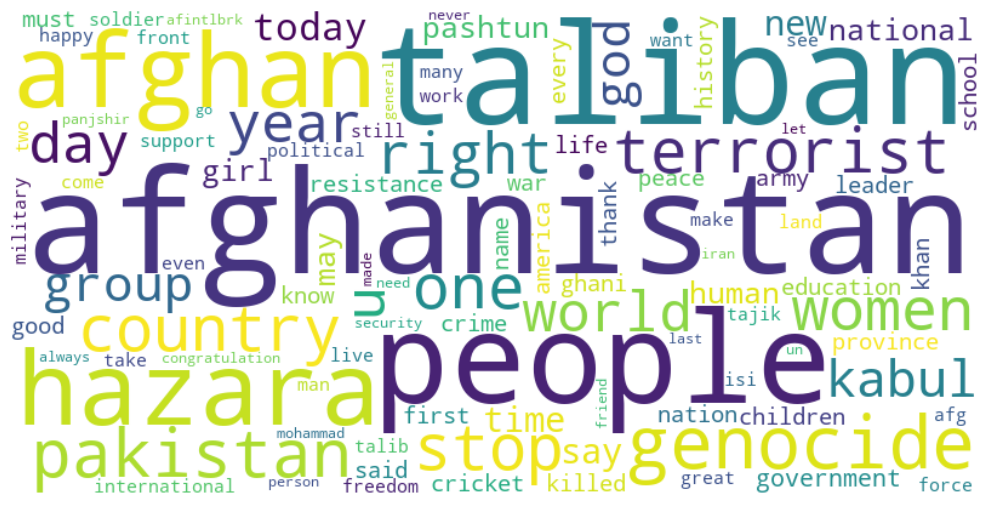 must soldier afintlbrk never today pashtun new national
happy front want see
afghan taliban god every history school
many work general
two panjshir go support year still let
day political right life terrorist
girl
come resistance war peace army leader
military afghanistan thank make land
iran khan
even may name america
made need
group know u one ghani human education
good country security crime world tajik women
last province
always take congratulation live people un isi kabul
hazara man friend
first time nation children afg
mohammad
pakistan talib stop say genocide
said great government
international person freedom cricket killed force